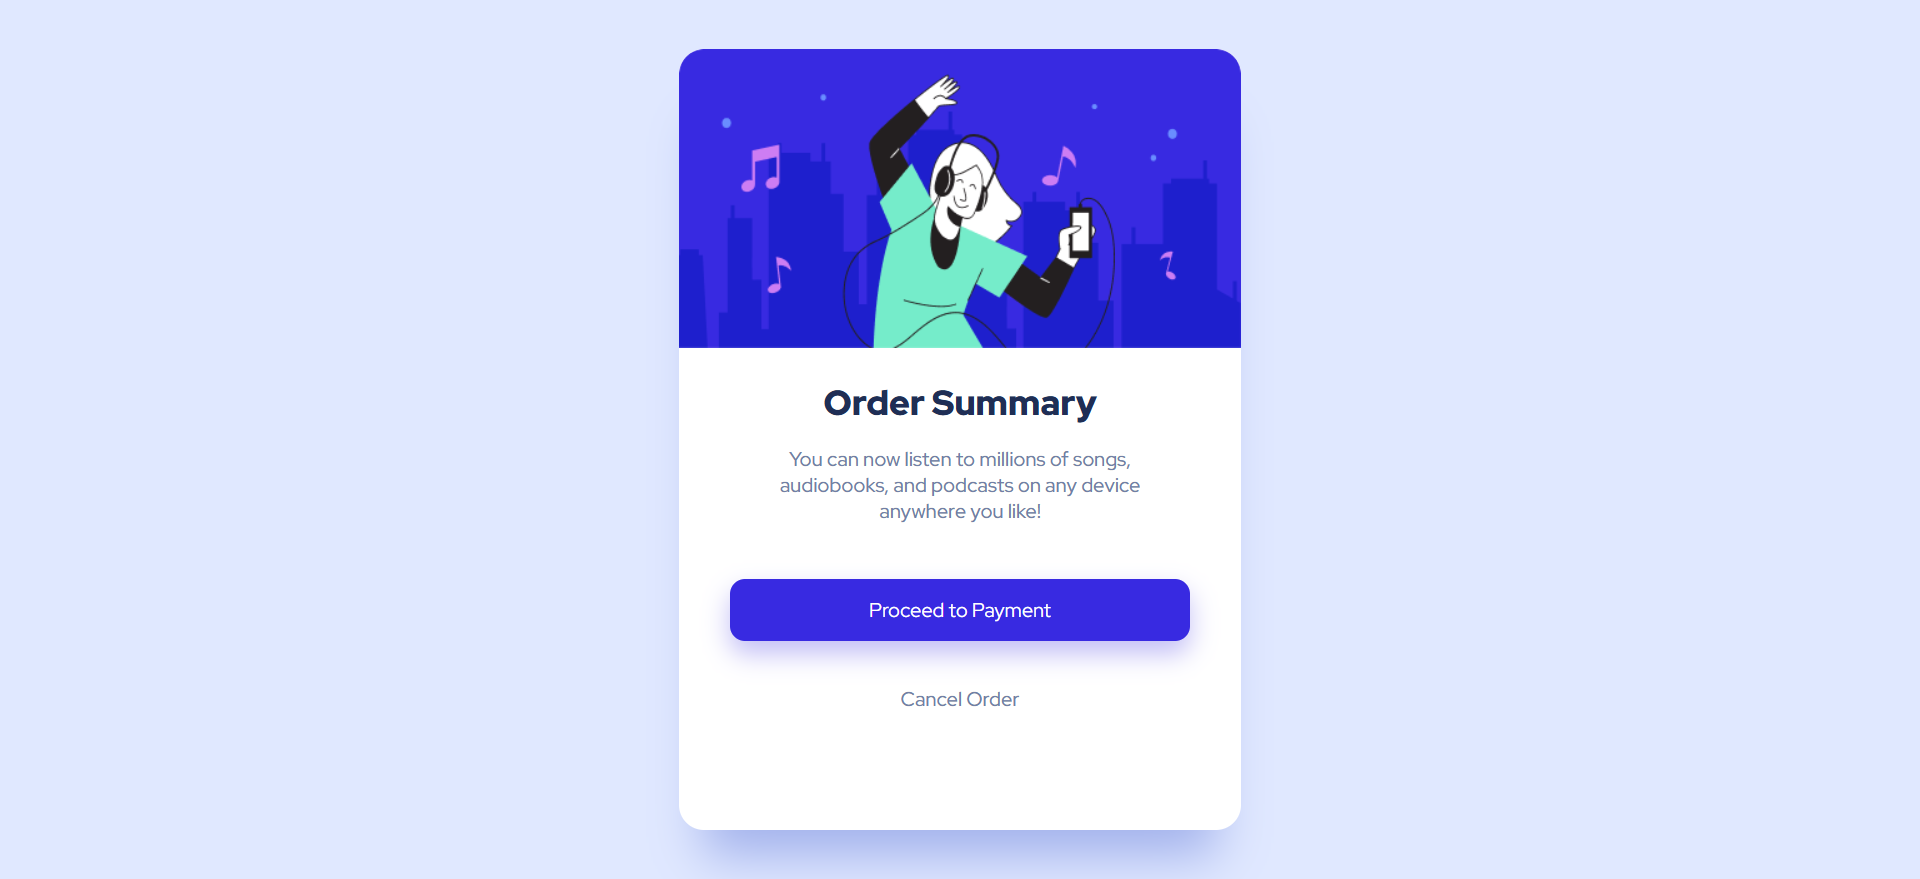 Order Summary
You can now listen to millions of songs,
audiobooks, and podcasts on any device
anywhere you like!
Proceed to Payment
Cancel Order